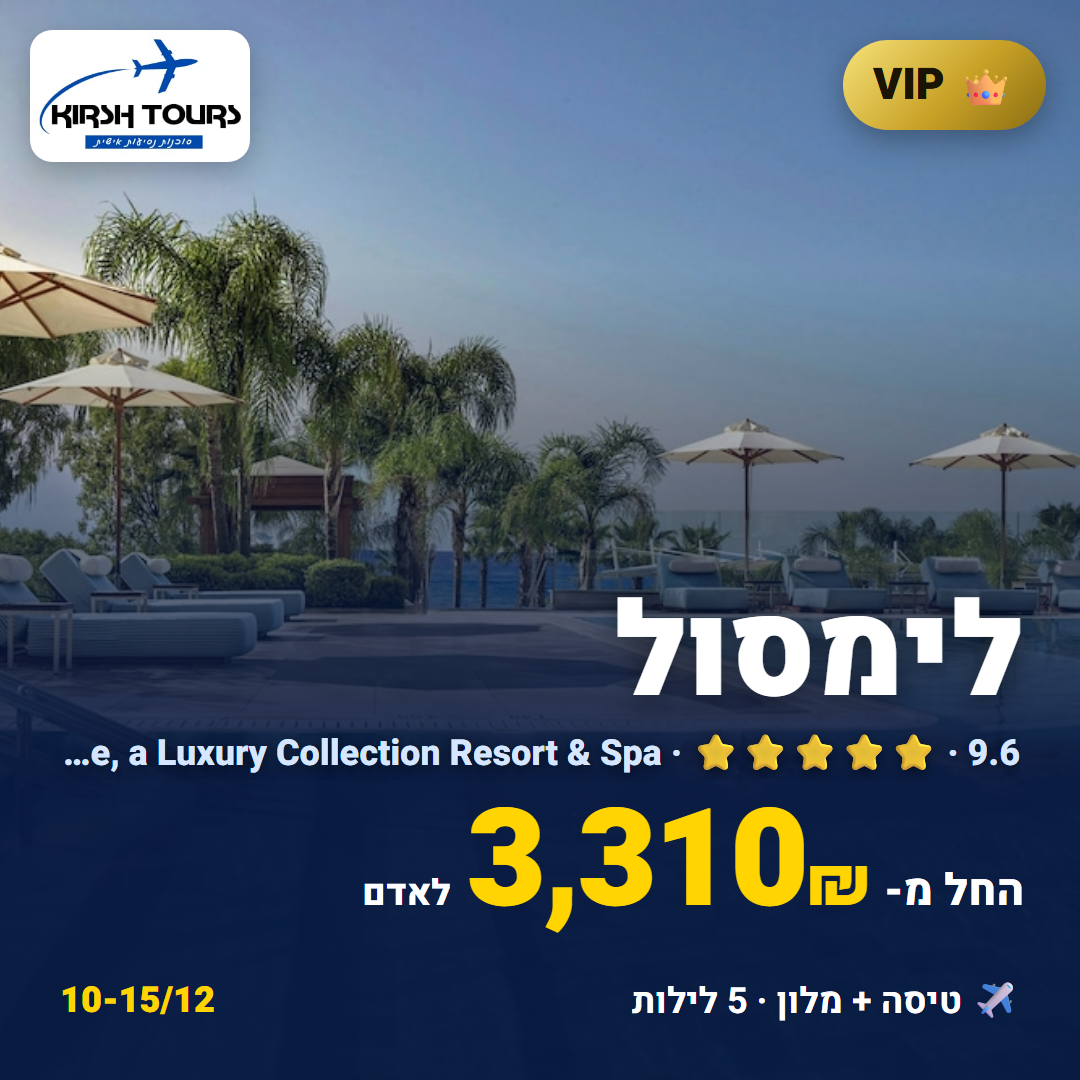 KIRSH TOURS
סוכנות נסיעות אישית
VIP
לימסול
9.6 · ⭐⭐⭐⭐⭐ · ...e, a Luxury Collection Resort & Spa
החל מ- ₪3,310 לאדם
טיסה + מלון · 5 לילות
10-15/12